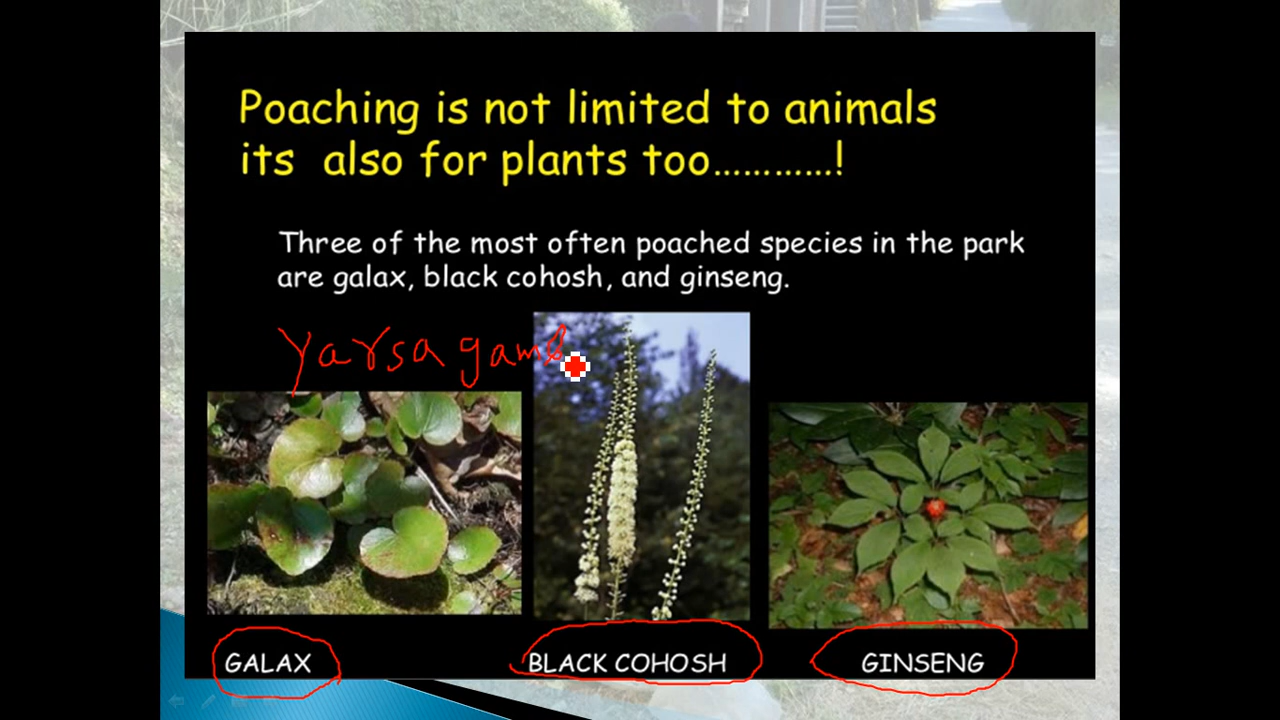 Poaching is not limited to animals
its also for plants too............!
Three of the most often poached species in the park
are galax, black cohosh, and ginseng.
Yarsa game
GALAX
BLACK COHOSH
GINSENG